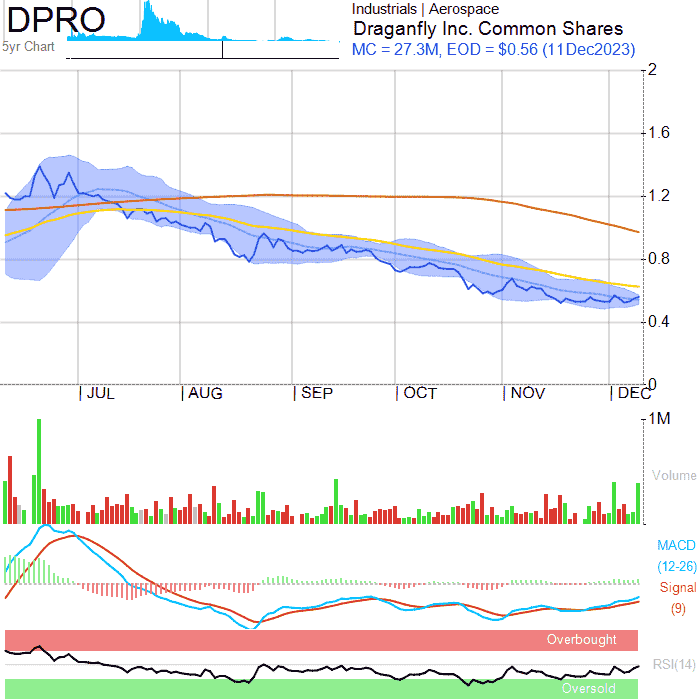 DPRO
5yr Chart
Industrials | Aerospace
Draganfly Inc. Common Shares
MC = 27.3M, EOD = $0.56 (11Dec2023)
2
1.6
1.2
0.8
0.4
0
| JUL | AUG | SEP | OCT | NOV | DEC
1M
Volume
MACD
(12-26)
Signal
(9)
Overbought
RSI(14)
Oversold